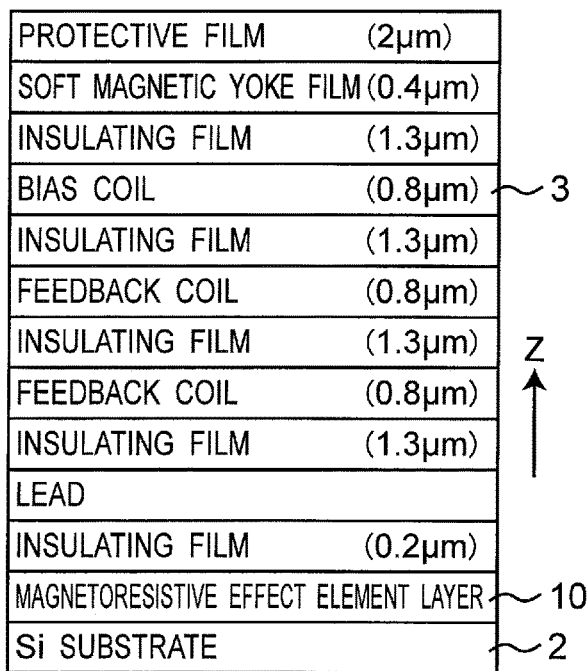 PROTECTIVE FILM (2μm)
SOFT MAGNETIC YOKE FILM (0.4μm)
INSULATING FILM (1.3μm)
BIAS COIL (0.8μm) 3
INSULATING FILM (1.3μm)
FEEDBACK COIL (0.8μm)
INSULATING FILM (1.3μm)
Z
FEEDBACK COIL (0.8μm)
INSULATING FILM (1.3μm)
LEAD
INSULATING FILM (0.2μm)
MAGNETORESISTIVE EFFECT ELEMENT LAYER 10
Si SUBSTRATE 2